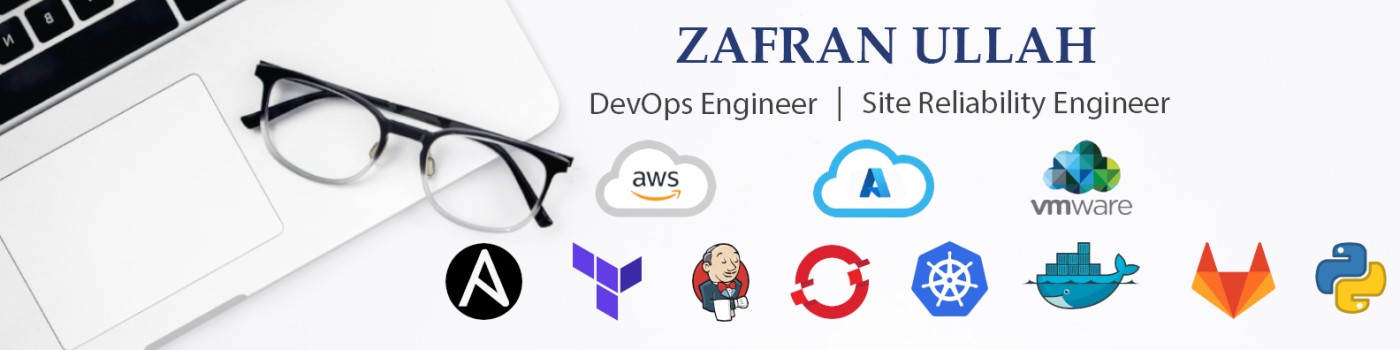 ZAFRAN ULLAH
DevOps Engineer | Site Reliability Engineer
aws
vmware
N
B